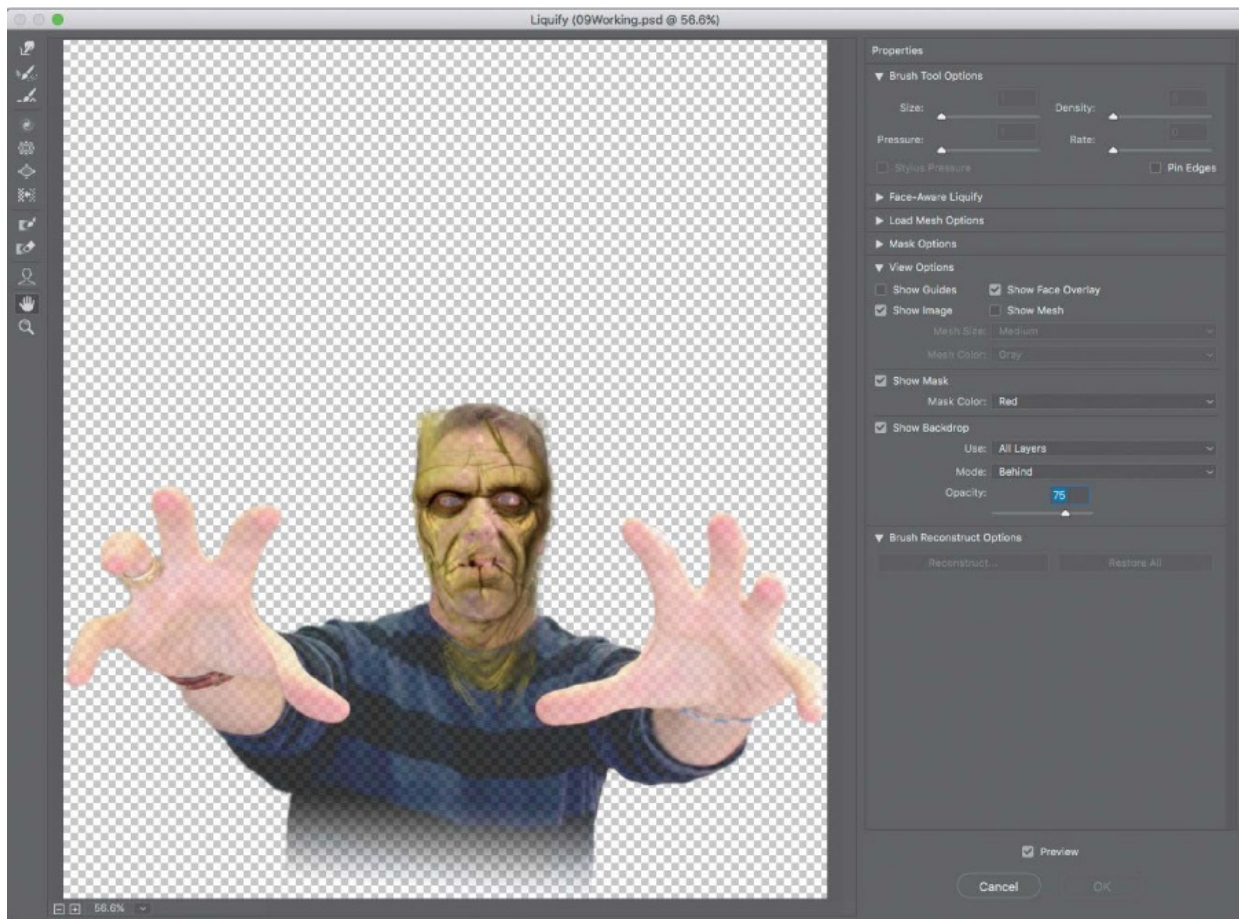 Liquify (09Working.psd @ 56.6%)
Properties
Brush Tool Options
Size:
Density:
Pressure:
Rate:
Stylus Pressure
Pin Edges
Face-Aware Liquify
Load Mesh Options
Mask Options
View Options
Show Guides
Show Face Overlay
Show Image
Show Mesh
Mesh Size: Medium
Mesh Color: Gray
Show Mask
Mask Color: Red
Show Backdrop
Use: All Layers
Mode: Behind
Opacity: 75
Brush Reconstruct Options
Reconstruct...
Restore All
Preview
Cancel
OK
56.6%